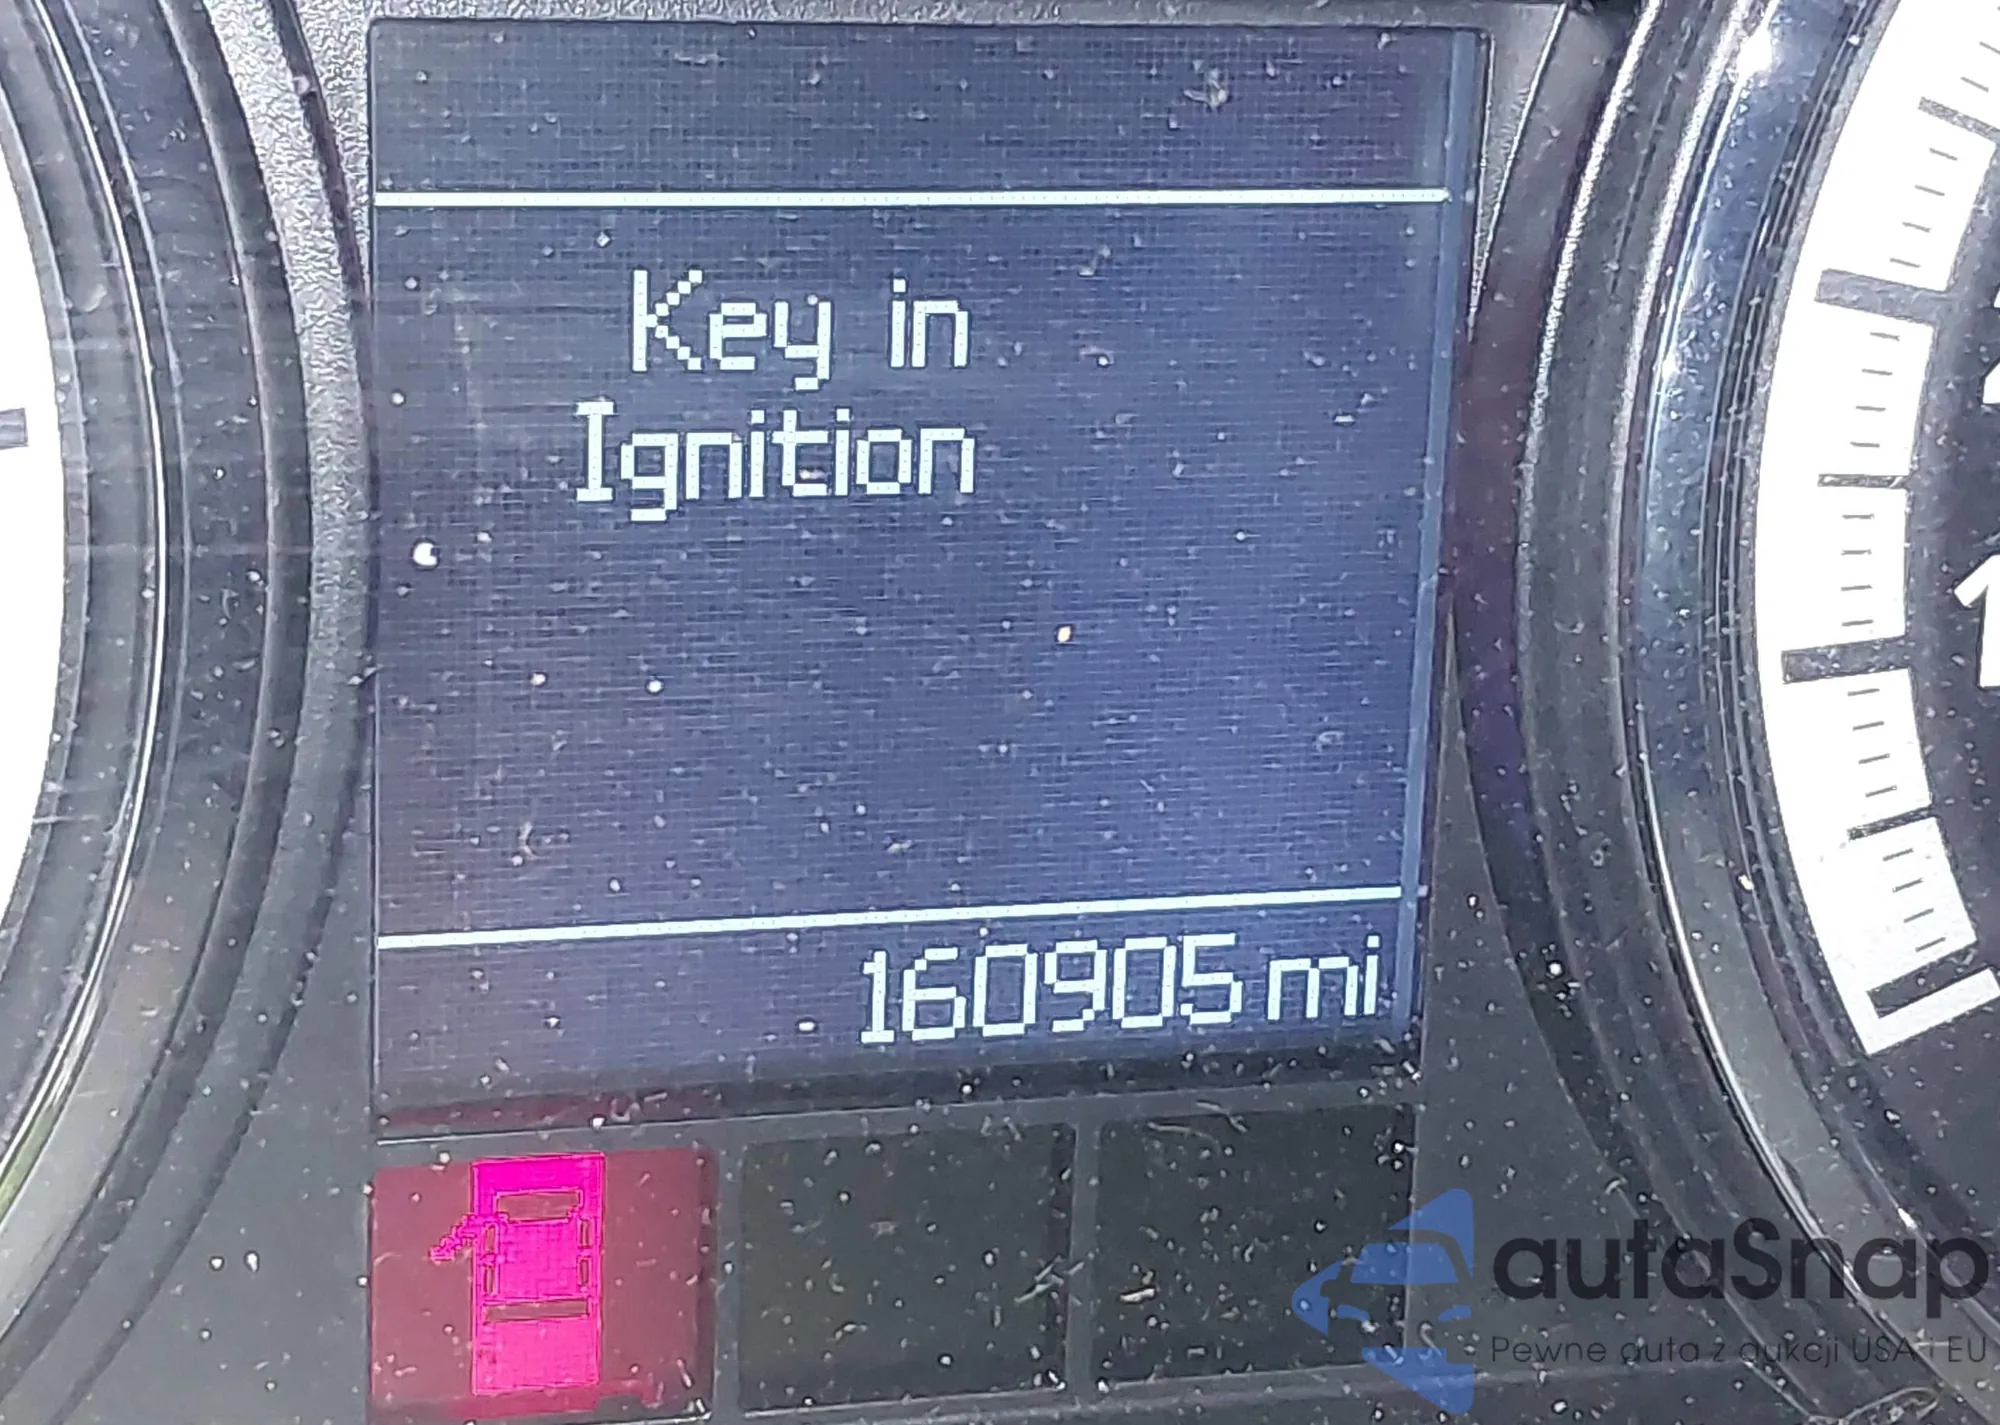 Key in
Ignition
160905 mi
autaSnap
Pewne auta z aukcji USA i EU